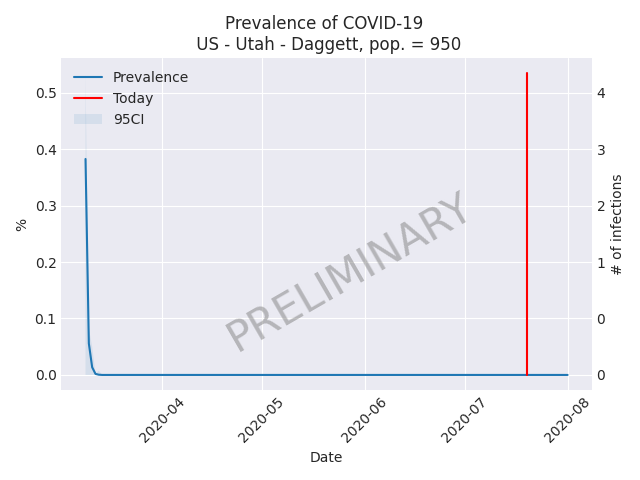 Prevalence of COVID-19
US - Utah - Daggett, pop. = 950
Prevalence
Today
95CI
0.5
0.4
0.3
0.2
0.1
0.0
%
4
3
2
1
0
0
# of infections
PRELIMINARY
2020-04
2020-05
2020-06
2020-07
2020-08
Date